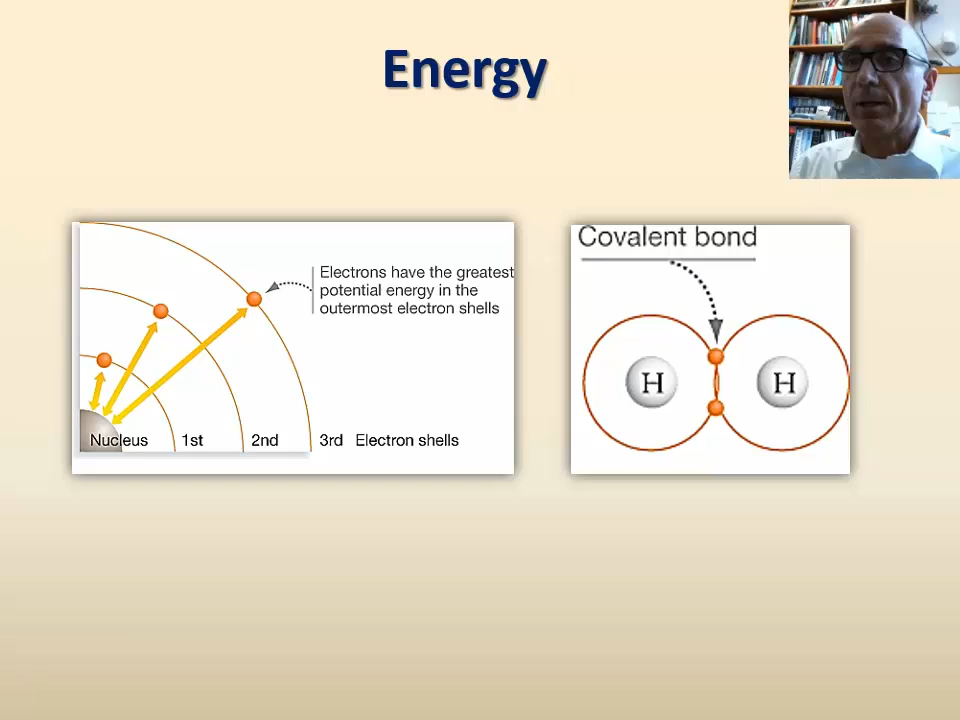 Energy
Electrons have the greatest
potential energy in the
outermost electron shells
Nucleus 1st 2nd 3rd Electron shells
Covalent bond
H H